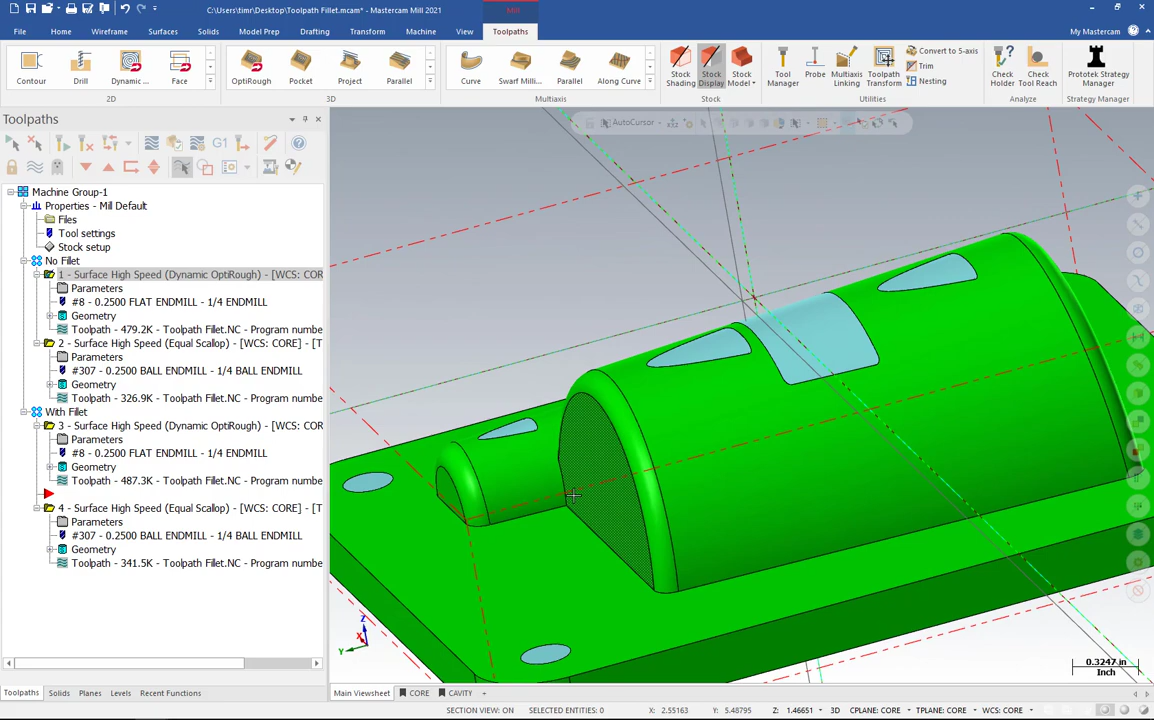 C:\Users\timr\Desktop\Toolpath Fillet.mcam* - Mastercam Mill 2021
Mill
File Home Wireframe Surfaces Solids Model Prep Drafting Transform Machine View Toolpaths My Mastercam
Contour Drill Dynamic ... Face
OptiRough Pocket Project Parallel
Curve Swarf Milli... Parallel Along Curve
Stock Shading Stock Display Stock Model
Tool Manager Probe Multiaxis Linking Toolpath Transform
Convert to 5-axis
Trim
Nesting
Check Holder Check Tool Reach
Prototek Strategy Manager
2D 3D Multiaxis Stock Utilities Analyze Strategy Manager
Toolpaths
AutoCursor
G1
Machine Group-1
Properties - Mill Default
Files
Tool settings
Stock setup
No Fillet
1 - Surface High Speed (Dynamic OptiRough) - [WCS: COR
Parameters
#8 - 0.2500 FLAT ENDMILL - 1/4 ENDMILL
Geometry
Toolpath - 479.2K - Toolpath Fillet.NC - Program numbe
2 - Surface High Speed (Equal Scallop) - [WCS: CORE] - [T
Parameters
#307 - 0.2500 BALL ENDMILL - 1/4 BALL ENDMILL
Geometry
Toolpath - 326.9K - Toolpath Fillet.NC - Program numbe
With Fillet
3 - Surface High Speed (Dynamic OptiRough) - [WCS: COR
Parameters
#8 - 0.2500 FLAT ENDMILL - 1/4 ENDMILL
Geometry
Toolpath - 487.3K - Toolpath Fillet.NC - Program numbe
4 - Surface High Speed (Equal Scallop) - [WCS: CORE] - [T
Parameters
#307 - 0.2500 BALL ENDMILL - 1/4 BALL ENDMILL
Geometry
Toolpath - 341.5K - Toolpath Fillet.NC - Program numbe
Z
X
Y
0.3247 in
Inch
Toolpaths Solids Planes Levels Recent Functions
Main Viewsheet CORE CAVITY +
SECTION VIEW: ON SELECTED ENTITIES: 0 X: 2.55163 Y: 5.48795 Z: 1.46651 3D CPLANE: CORE TPLANE: CORE WCS: CORE